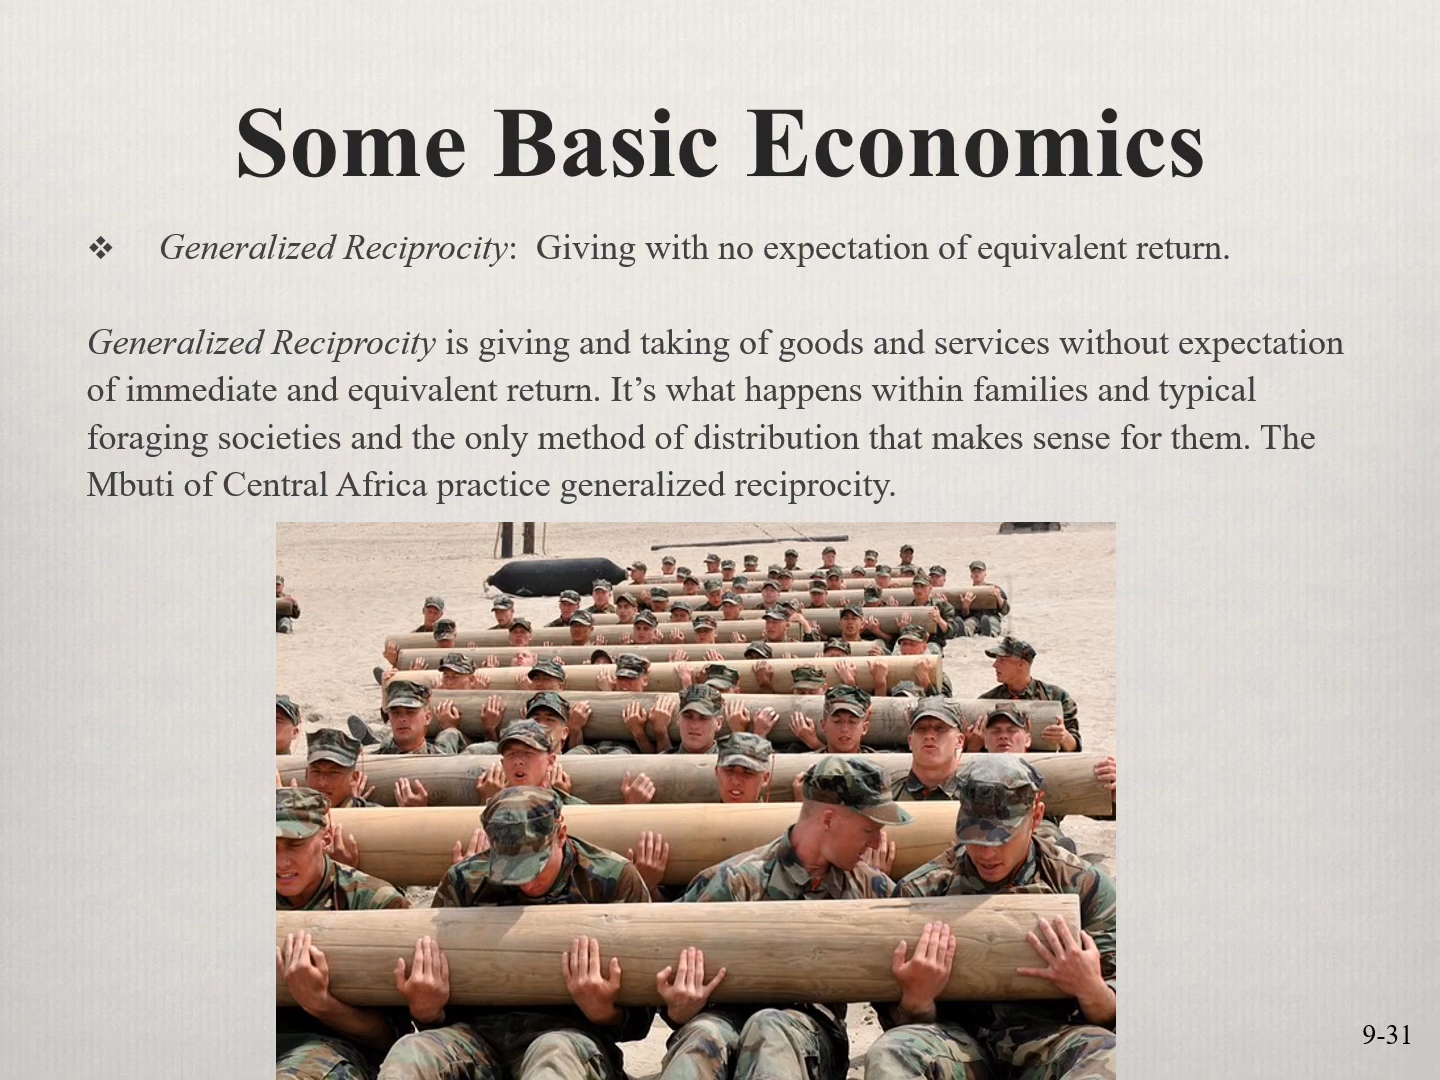 Some Basic Economics
❖ Generalized Reciprocity:  Giving with no expectation of equivalent return.
Generalized Reciprocity is giving and taking of goods and services without expectation
of immediate and equivalent return. It’s what happens within families and typical
foraging societies and the only method of distribution that makes sense for them. The
Mbuti of Central Africa practice generalized reciprocity.
9-31